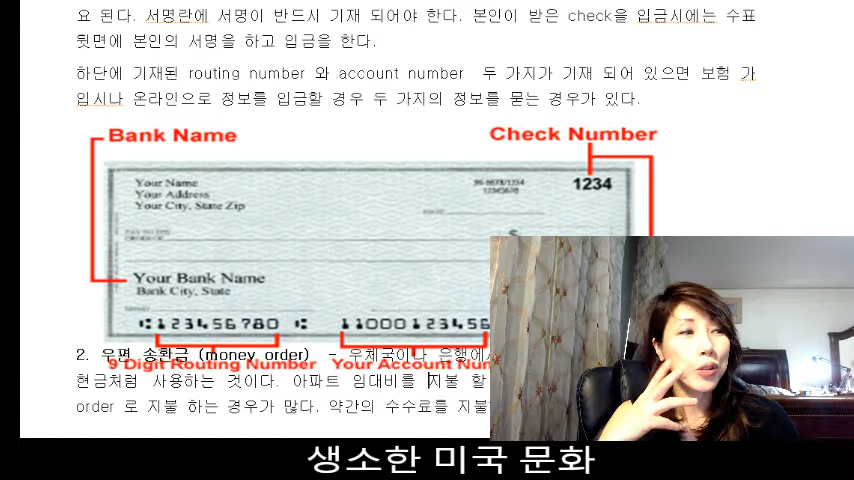 요 된다. 서명란에 서명이 반드시 기재 되어야 한다. 본인이 받은 check을 입금시에는 수표
뒷면에 본인의 서명을 하고 입금을 한다.
하단에 기재된 routing number 와 account number 두 가지가 기재 되어 있으면 보험 가
입시나 온라인으로 정보를 입금할 경우 두 가지의 정보를 묻는 경우가 있다.
Bank Name
Check Number
Your Name
Your Address
Your City, State Zip
1234
$
Your Bank Name
Bank City, State
⑆123456780 ⑆ 11000123456
2. 우편 송환금 (money order) - 우체국이나 은행에서
9 Digit Routing Number Your Account Num
현금처럼 사용하는 것이다. 아파트 임대비를 지불 할
order 로 지불 하는 경우가 많다. 약간의 수수료를 지불
생소한 미국 문화